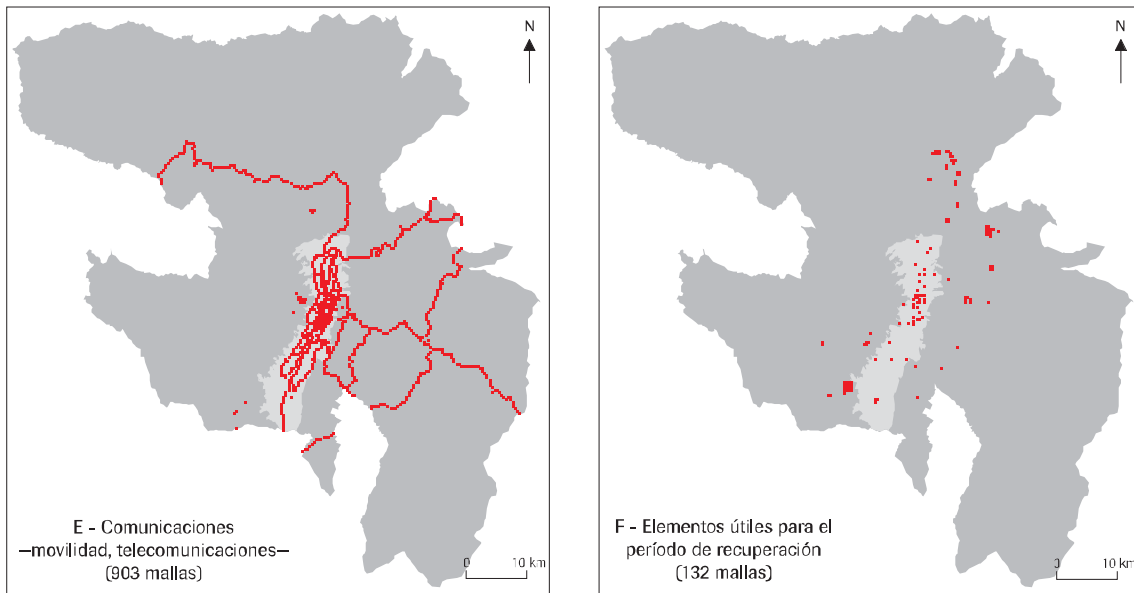 N
E - Comunicaciones
—movilidad, telecomunicaciones—
(903 mallas)
0 10 km
N
F - Elementos útiles para el
período de recuperación
(132 mallas)
0 10 km